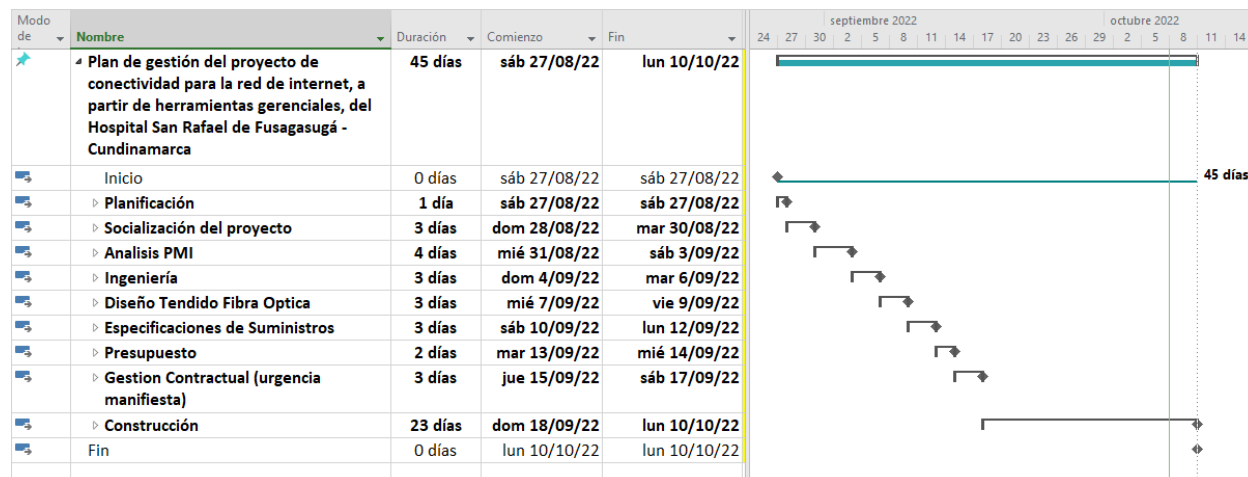 Modo de Nombre Duración Comienzo Fin
septiembre 2022 octubre 2022
24 27 30 2 5 8 11 14 17 20 23 26 29 2 5 8 11 14
Plan de gestión del proyecto de 45 días sáb 27/08/22 lun 10/10/22
conectividad para la red de internet, a
partir de herramientas gerenciales, del
Hospital San Rafael de Fusagasugá -
Cundinamarca
Inicio 0 días sáb 27/08/22 sáb 27/08/22 45 días
Planificación 1 día sáb 27/08/22 sáb 27/08/22
Socialización del proyecto 3 días dom 28/08/22 mar 30/08/22
Analisis PMI 4 días mié 31/08/22 sáb 3/09/22
Ingeniería 3 días dom 4/09/22 mar 6/09/22
Diseño Tendido Fibra Optica 3 días mié 7/09/22 vie 9/09/22
Especificaciones de Suministros 3 días sáb 10/09/22 lun 12/09/22
Presupuesto 2 días mar 13/09/22 mié 14/09/22
Gestion Contractual (urgencia 3 días jue 15/09/22 sáb 17/09/22
manifiesta)
Construcción 23 días dom 18/09/22 lun 10/10/22
Fin 0 días lun 10/10/22 lun 10/10/22